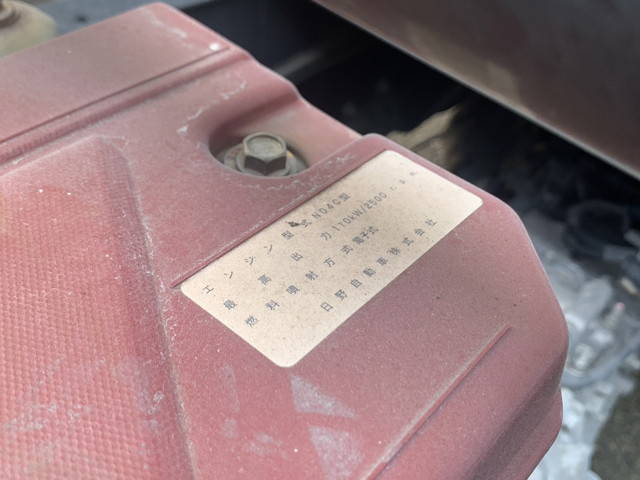 エンジン型式 N04C型
最高出力 110kW/2500 r.p.m.
燃料噴射方式 電子式
日野自動車株式会社